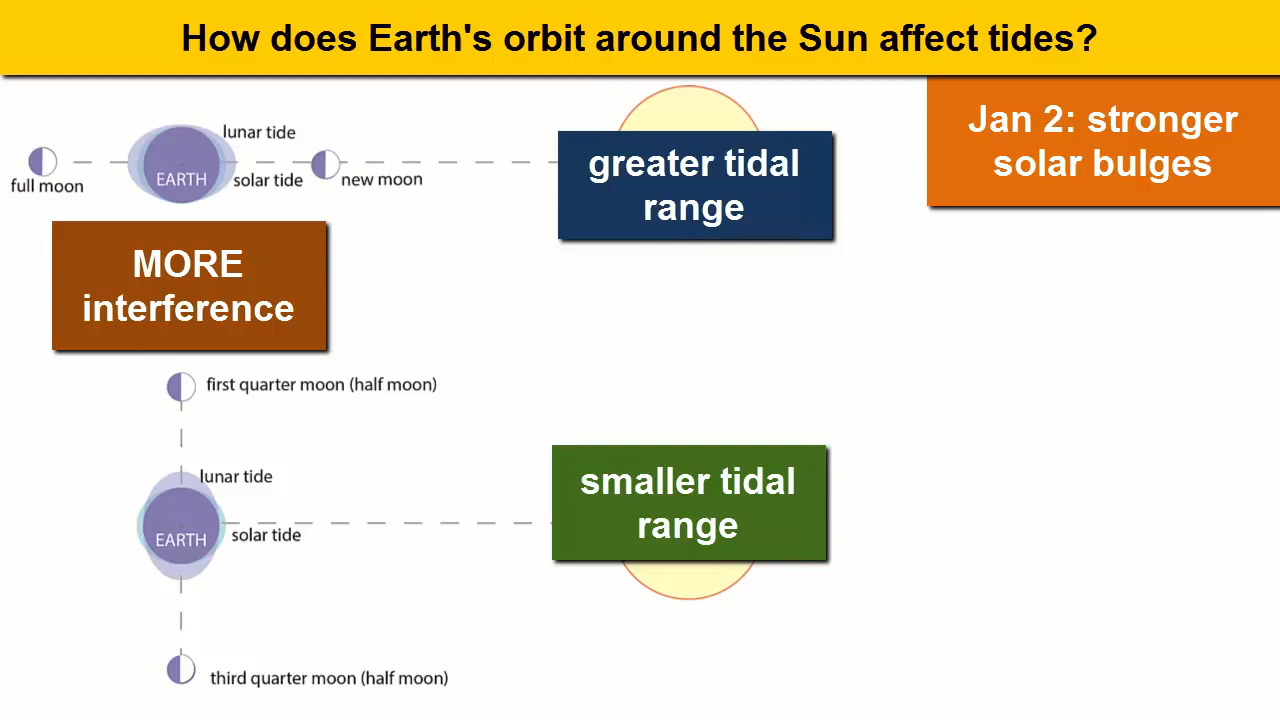 How does Earth's orbit around the Sun affect tides?
Jan 2: stronger
solar bulges
lunar tide
EARTH
solar tide
full moon
new moon
greater tidal
range
MORE
interference
first quarter moon (half moon)
lunar tide
EARTH
solar tide
smaller tidal
range
third quarter moon (half moon)